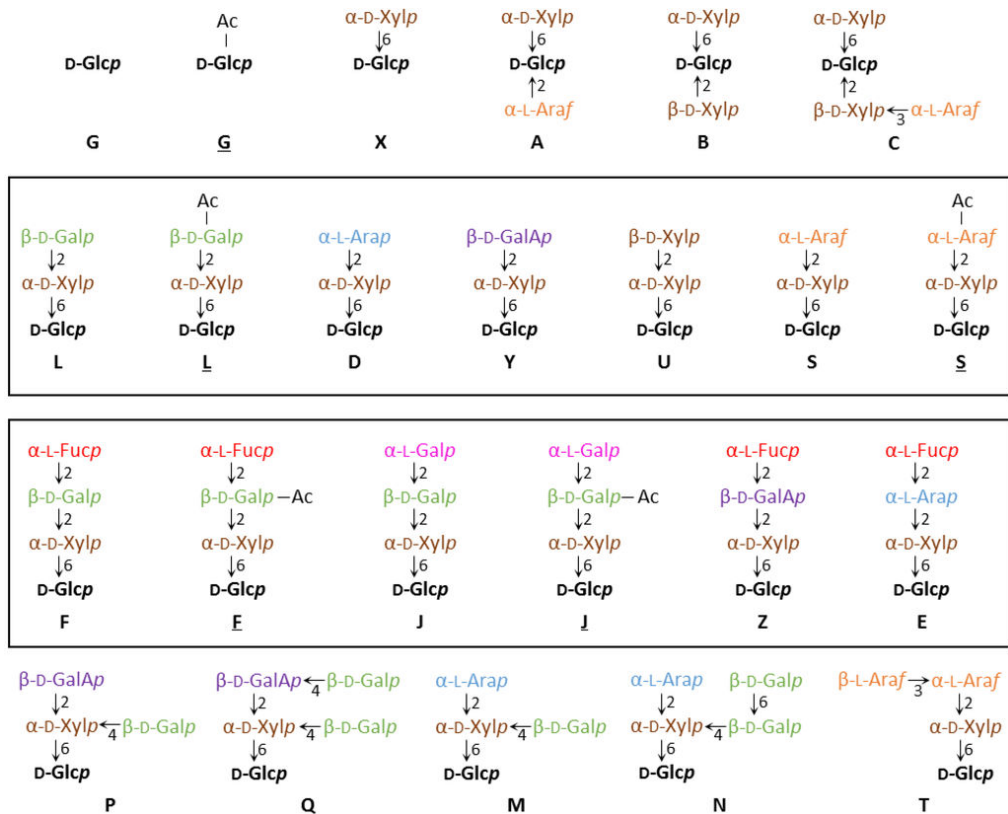 Ac α-D-Xylp α-D-Xylp α-D-Xylp α-D-Xylp
6 6 6 6
D-Glcp D-Glcp D-Glcp D-Glcp D-Glcp D-Glcp
2 2 2
α-L-Araf β-D-Xylp β-D-Xylp 3 α-L-Araf
G G X A B C
Ac Ac
β-D-Galp β-D-Galp α-L-Arap β-D-GalAp β-D-Xylp α-L-Araf α-L-Araf
2 2 2 2 2 2 2
α-D-Xylp α-D-Xylp α-D-Xylp α-D-Xylp α-D-Xylp α-D-Xylp α-D-Xylp
6 6 6 6 6 6 6
D-Glcp D-Glcp D-Glcp D-Glcp D-Glcp D-Glcp D-Glcp
L L D Y U S S
α-L-Fucp α-L-Fucp α-L-Galp α-L-Galp α-L-Fucp α-L-Fucp
2 2 2 2 2 2
β-D-Galp β-D-Galp–Ac β-D-Galp β-D-Galp–Ac β-D-GalAp α-L-Arap
2 2 2 2 2 2
α-D-Xylp α-D-Xylp α-D-Xylp α-D-Xylp α-D-Xylp α-D-Xylp
6 6 6 6 6 6
D-Glcp D-Glcp D-Glcp D-Glcp D-Glcp D-Glcp
F F J J Z E
β-D-GalAp β-D-GalAp 4 β-D-Galp α-L-Arap α-L-Arap β-D-Galp β-L-Araf 3 α-L-Araf
2 2 2 2 6 2
α-D-Xylp 4 β-D-Galp α-D-Xylp 4 β-D-Galp α-D-Xylp 4 β-D-Galp α-D-Xylp 4 β-D-Galp α-D-Xylp
6 6 6 6 6
D-Glcp D-Glcp D-Glcp D-Glcp D-Glcp
P Q M N T